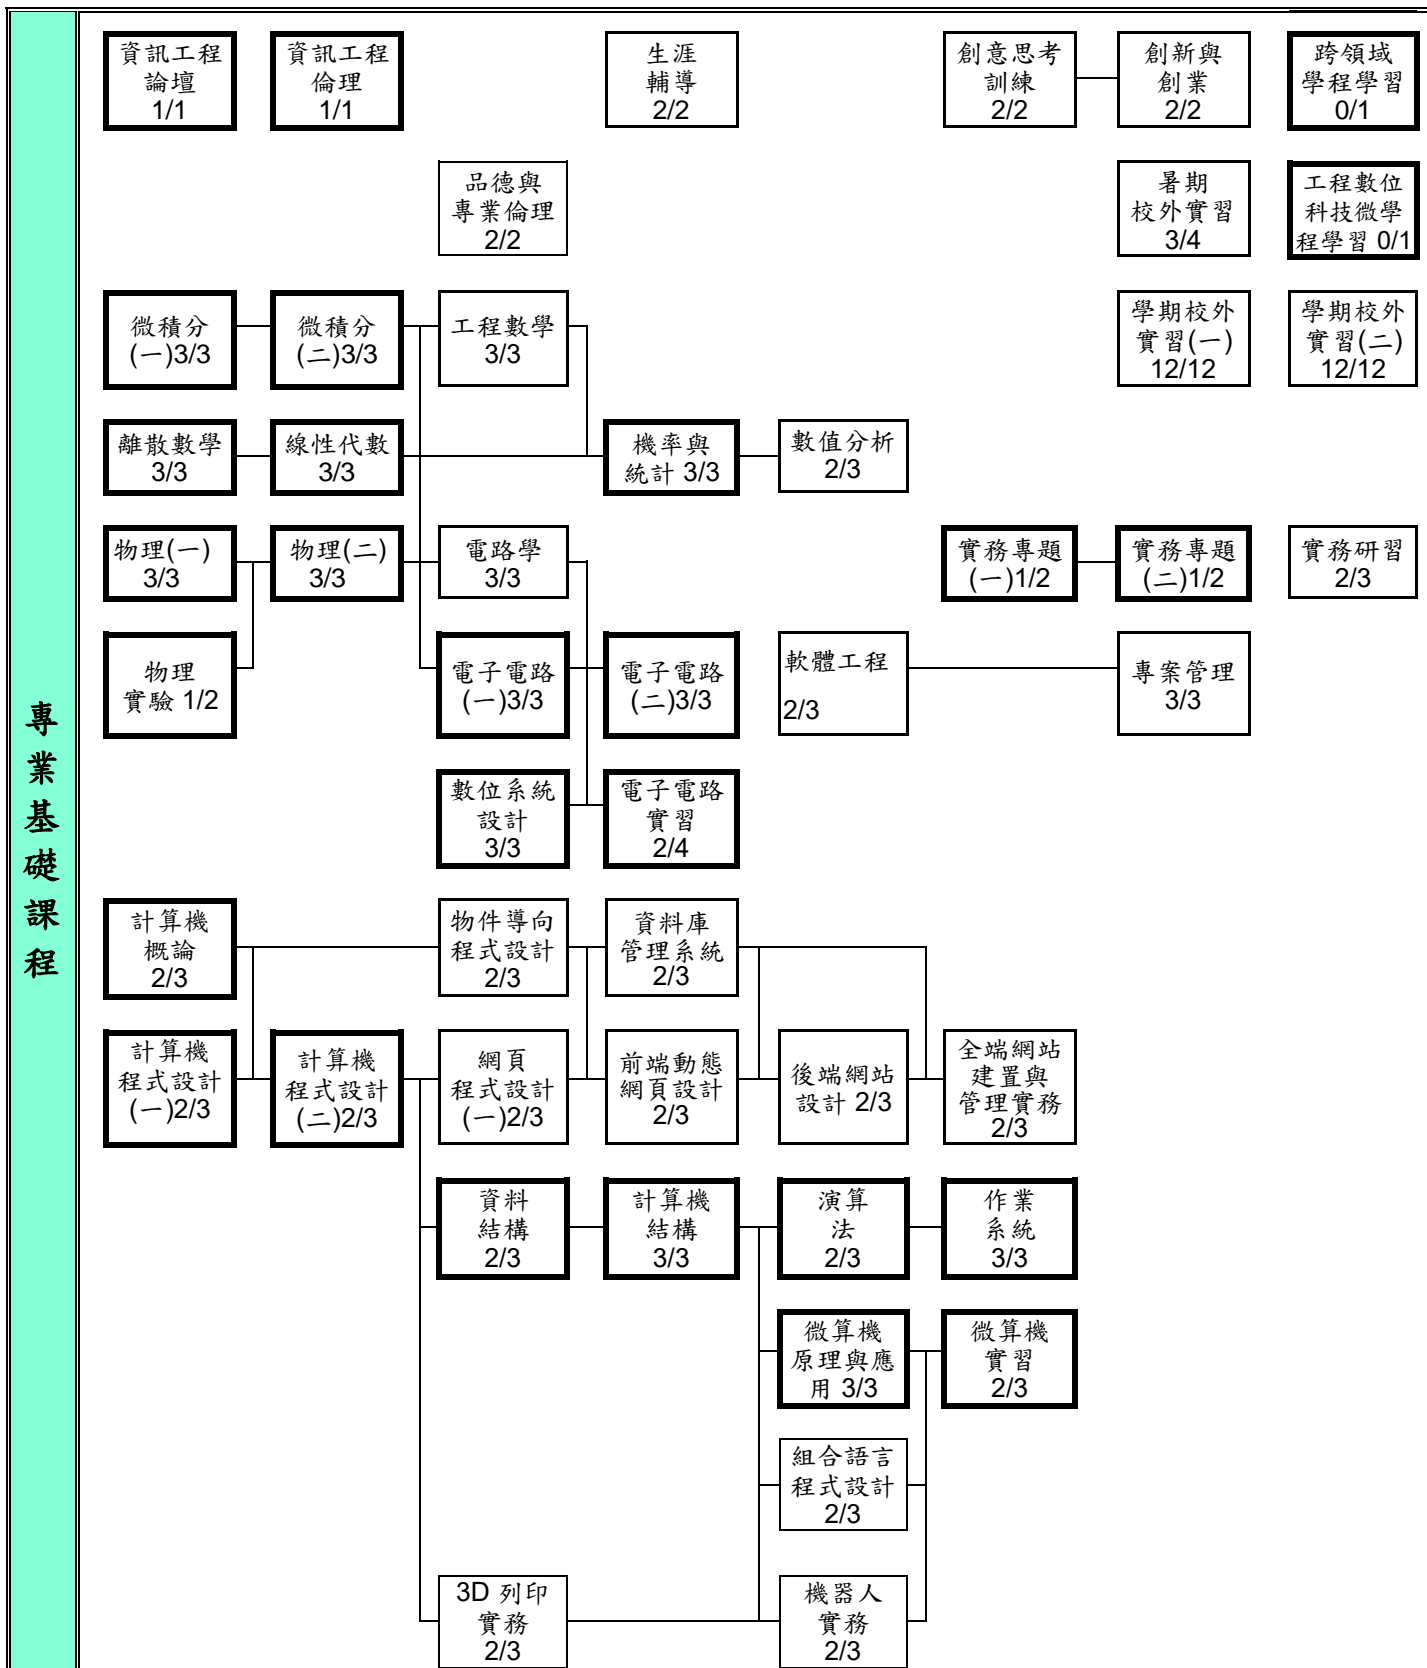 專業基礎課程
資訊工程
論壇
1/1
資訊工程
倫理
1/1
生涯
輔導
2/2
創意思考
訓練
2/2
創新與
創業
2/2
跨領域
學程學習
0/1
品德與
專業倫理
2/2
暑期
校外實習
3/4
工程數位
科技微學
程學習 0/1
微積分
(一)3/3
微積分
(二)3/3
工程數學
3/3
學期校外
實習(一)
12/12
學期校外
實習(二)
12/12
離散數學
3/3
線性代數
3/3
機率與
統計 3/3
數值分析
2/3
物理(一)
3/3
物理(二)
3/3
電路學
3/3
實務專題
(一)1/2
實務專題
(二)1/2
實務研習
2/3
物理
實驗 1/2
電子電路
(一)3/3
電子電路
(二)3/3
軟體工程
2/3
專案管理
3/3
數位系統
設計
3/3
電子電路
實習
2/4
計算機
概論
2/3
物件導向
程式設計
2/3
資料庫
管理系統
2/3
計算機
程式設計
(一)2/3
計算機
程式設計
(二)2/3
網頁
程式設計
(一)2/3
前端動態
網頁設計
2/3
後端網站
設計 2/3
全端網站
建置與
管理實務
2/3
資料
結構
2/3
計算機
結構
3/3
演算
法
2/3
作業
系統
3/3
微算機
原理與應
用 3/3
微算機
實習
2/3
組合語言
程式設計
2/3
3D 列印
實務
2/3
機器人
實務
2/3